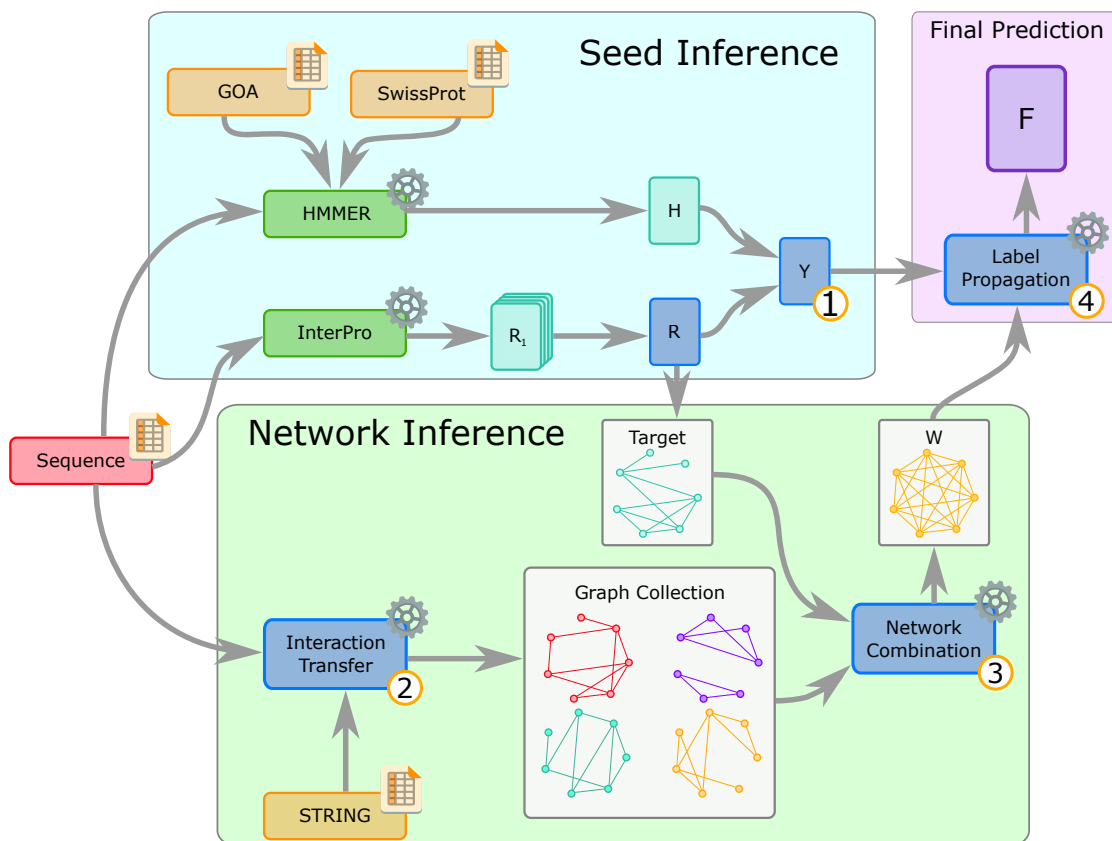 Seed Inference
Final Prediction
GOA
SwissProt
F
HMMER
H
Y
1
Label
Propagation
4
InterPro
R1
R
Sequence
Network Inference
Target
W
Graph Collection
Interaction
Transfer
2
Network
Combination
3
STRING